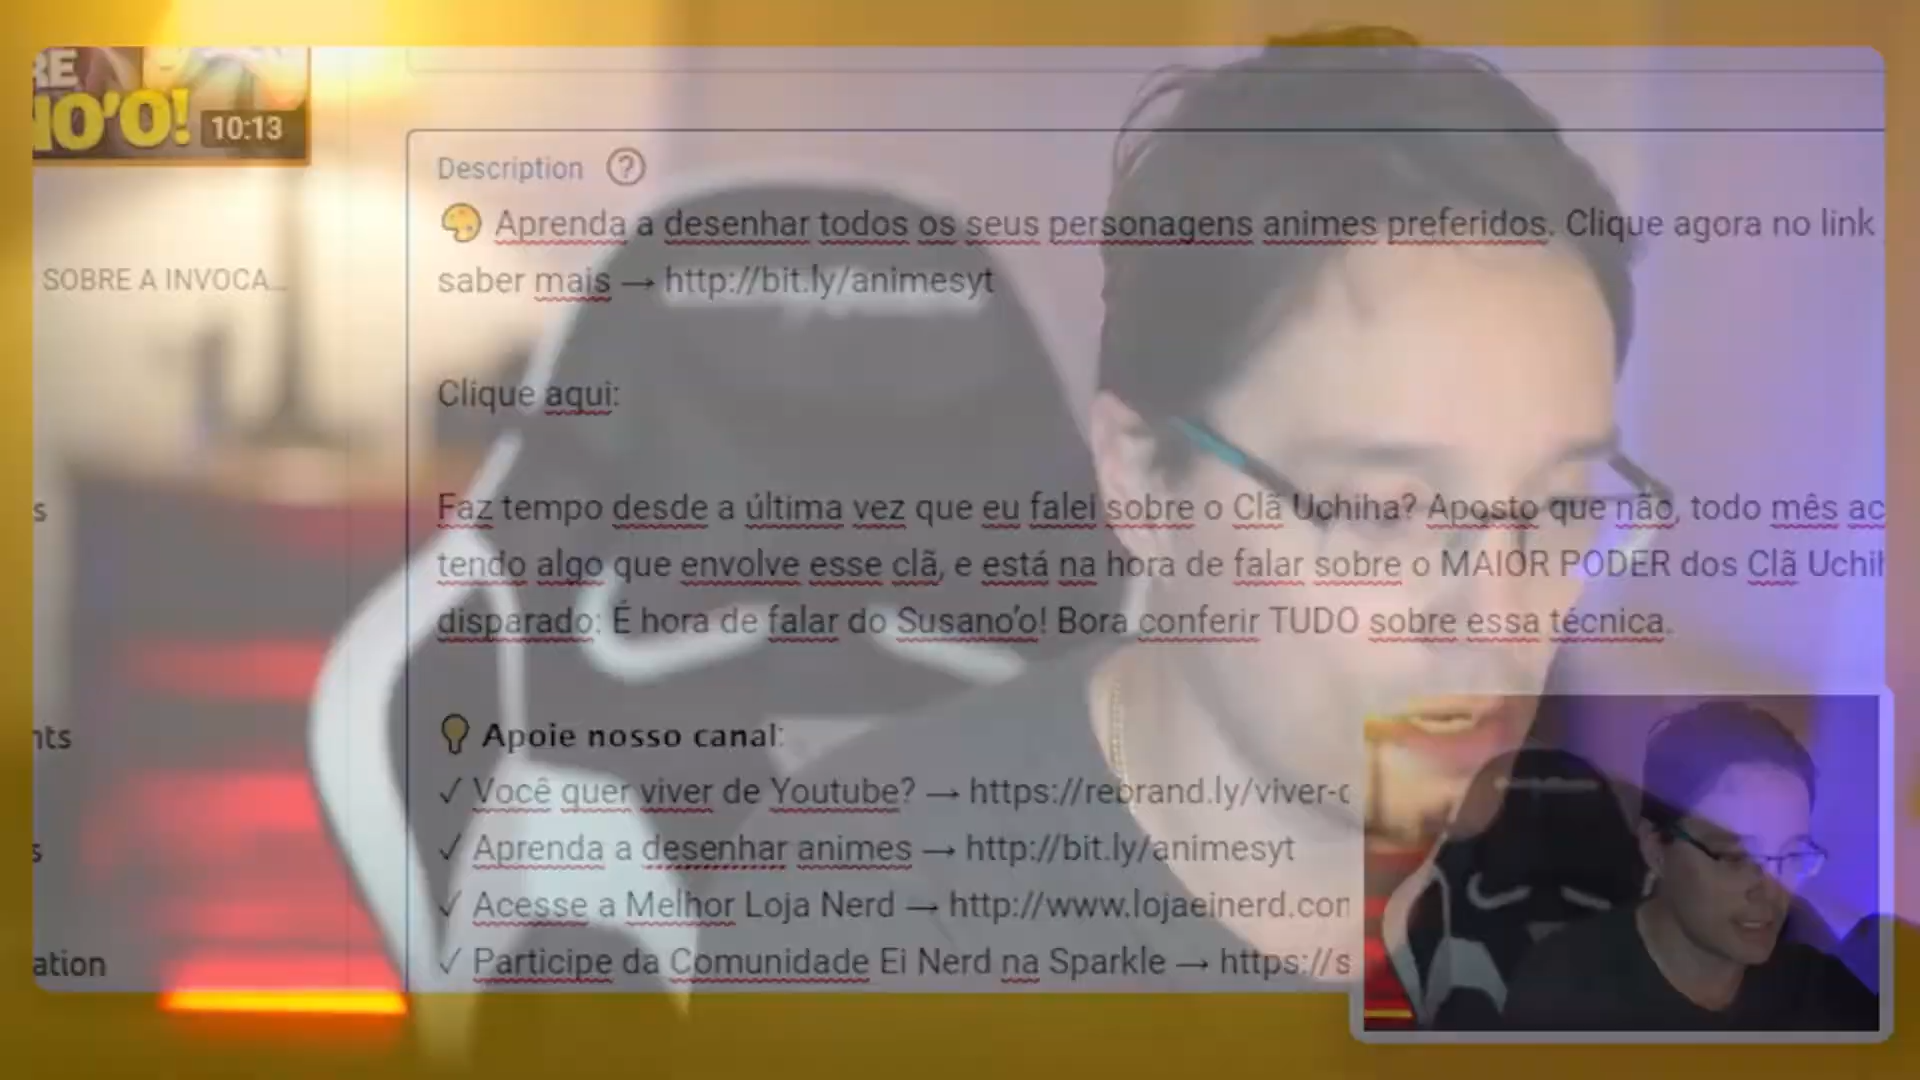 RE
NO'O!
10:13
Description ?
Aprenda a desenhar todos os seus personagens animes preferidos. Clique agora no link
SOBRE A INVOCA...
saber mais → http://bit.ly/animesyt
Clique aqui:
s
Faz tempo desde a última vez que eu falei sobre o Clã Uchiha? Aposto que não, todo mês ac
tendo algo que envolve esse clã, e está na hora de falar sobre o MAIOR PODER dos Clã Uchih
disparado: É hora de falar do Susano'o! Bora conferir TUDO sobre essa técnica.
nts
Apoie nosso canal:
✓ Você quer viver de Youtube? → https://rebrand.ly/viver-d
s
✓ Aprenda a desenhar animes → http://bit.ly/animesyt
✓ Acesse a Melhor Loja Nerd → http://www.lojaeinerd.com
ation
✓ Participe da Comunidade Ei Nerd na Sparkle → https://s